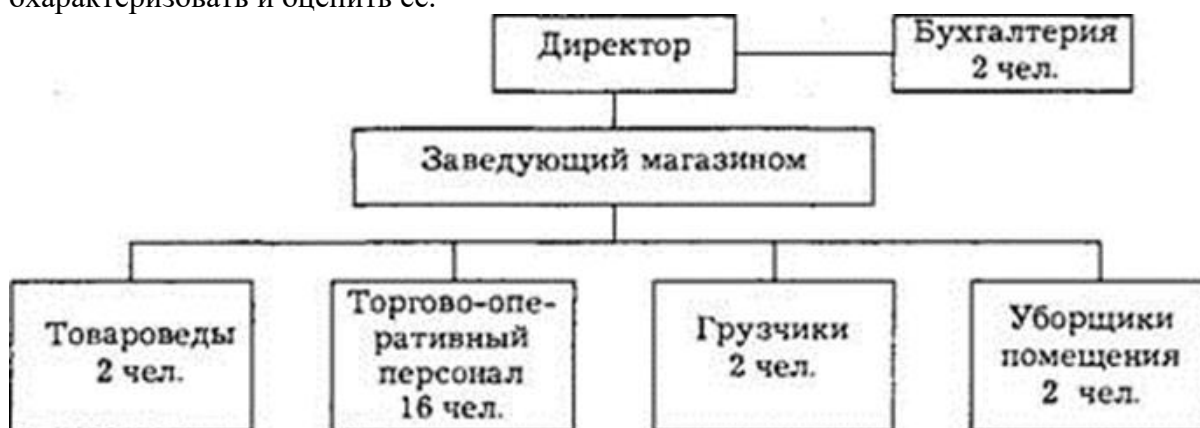 охарактеризовать и оценить ее.
Директор
Бухгалтерия
2 чел.
Заведующий магазином
Товароведы
2 чел.
Торгово-опе-
ративный
персонал
16 чел.
Грузчики
2 чел.
Уборщики
помещения
2 чел.